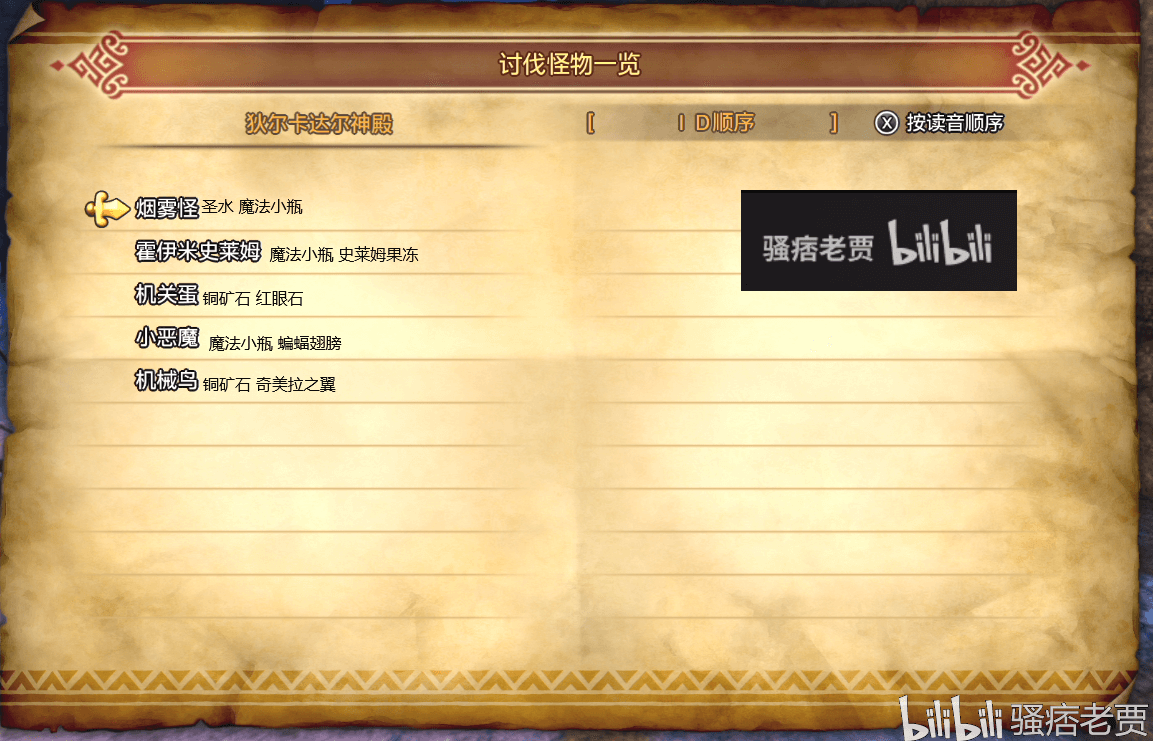 讨伐怪物一览
狄尔卡达尔神殿 [ ＩＤ顺序 ] Ⓧ 按读音顺序
烟雾怪 圣水 魔法小瓶
骚痞老贾 bilibili
霍伊米史莱姆 魔法小瓶 史莱姆果冻
机关蛋 铜矿石 红眼石
小恶魔 魔法小瓶 蝙蝠翅膀
机械鸟 铜矿石 奇美拉之翼
bilibili 骚痞老贾